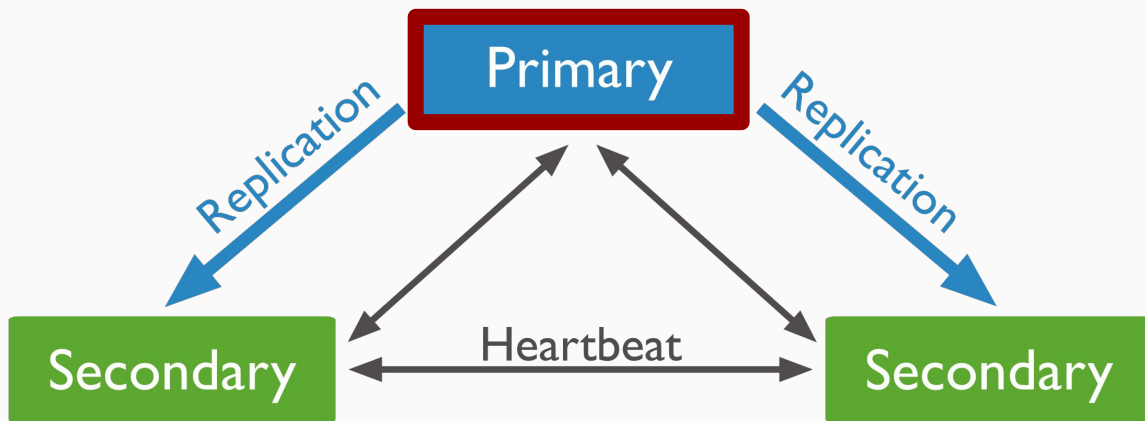 Primary
Replication
Replication
Heartbeat
Secondary
Secondary